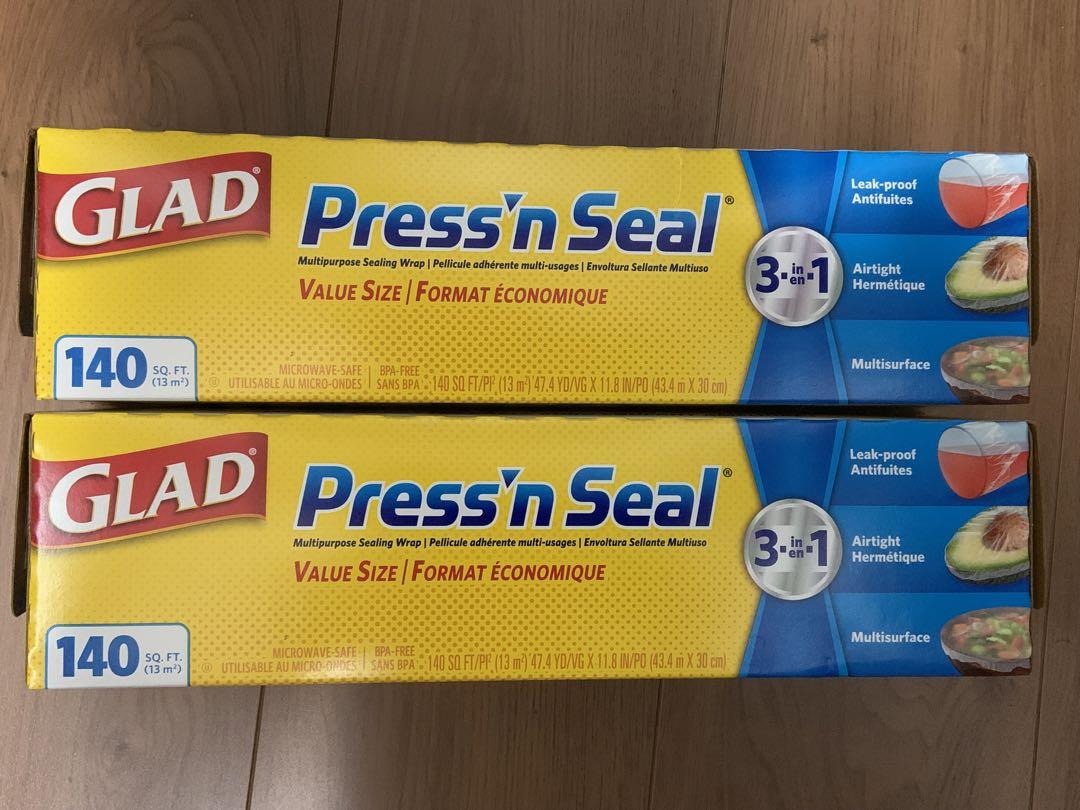 GLAD®
Press'n Seal®
Multipurpose Sealing Wrap | Pellicule adhérente multi-usages | Envoltura Sellante Multiuso
VALUE SIZE | FORMAT ÉCONOMIQUE
3-in-1
en
Leak-proof
Antifuites
Airtight
Hermétique
Multisurface
140 SQ. FT.
(13 m²)
MICROWAVE-SAFE | BPA-FREE
UTILISABLE AU MICRO-ONDES | SANS BPA
140 SQ FT/PI² (13 m²) 47.4 YD/VG X 11.8 IN/PO (43.4 m X 30 cm)
GLAD®
Press'n Seal®
Multipurpose Sealing Wrap | Pellicule adhérente multi-usages | Envoltura Sellante Multiuso
VALUE SIZE | FORMAT ÉCONOMIQUE
3-in-1
en
Leak-proof
Antifuites
Airtight
Hermétique
Multisurface
140 SQ. FT.
(13 m²)
MICROWAVE-SAFE | BPA-FREE
UTILISABLE AU MICRO-ONDES | SANS BPA
140 SQ FT/PI² (13 m²) 47.4 YD/VG X 11.8 IN/PO (43.4 m X 30 cm)